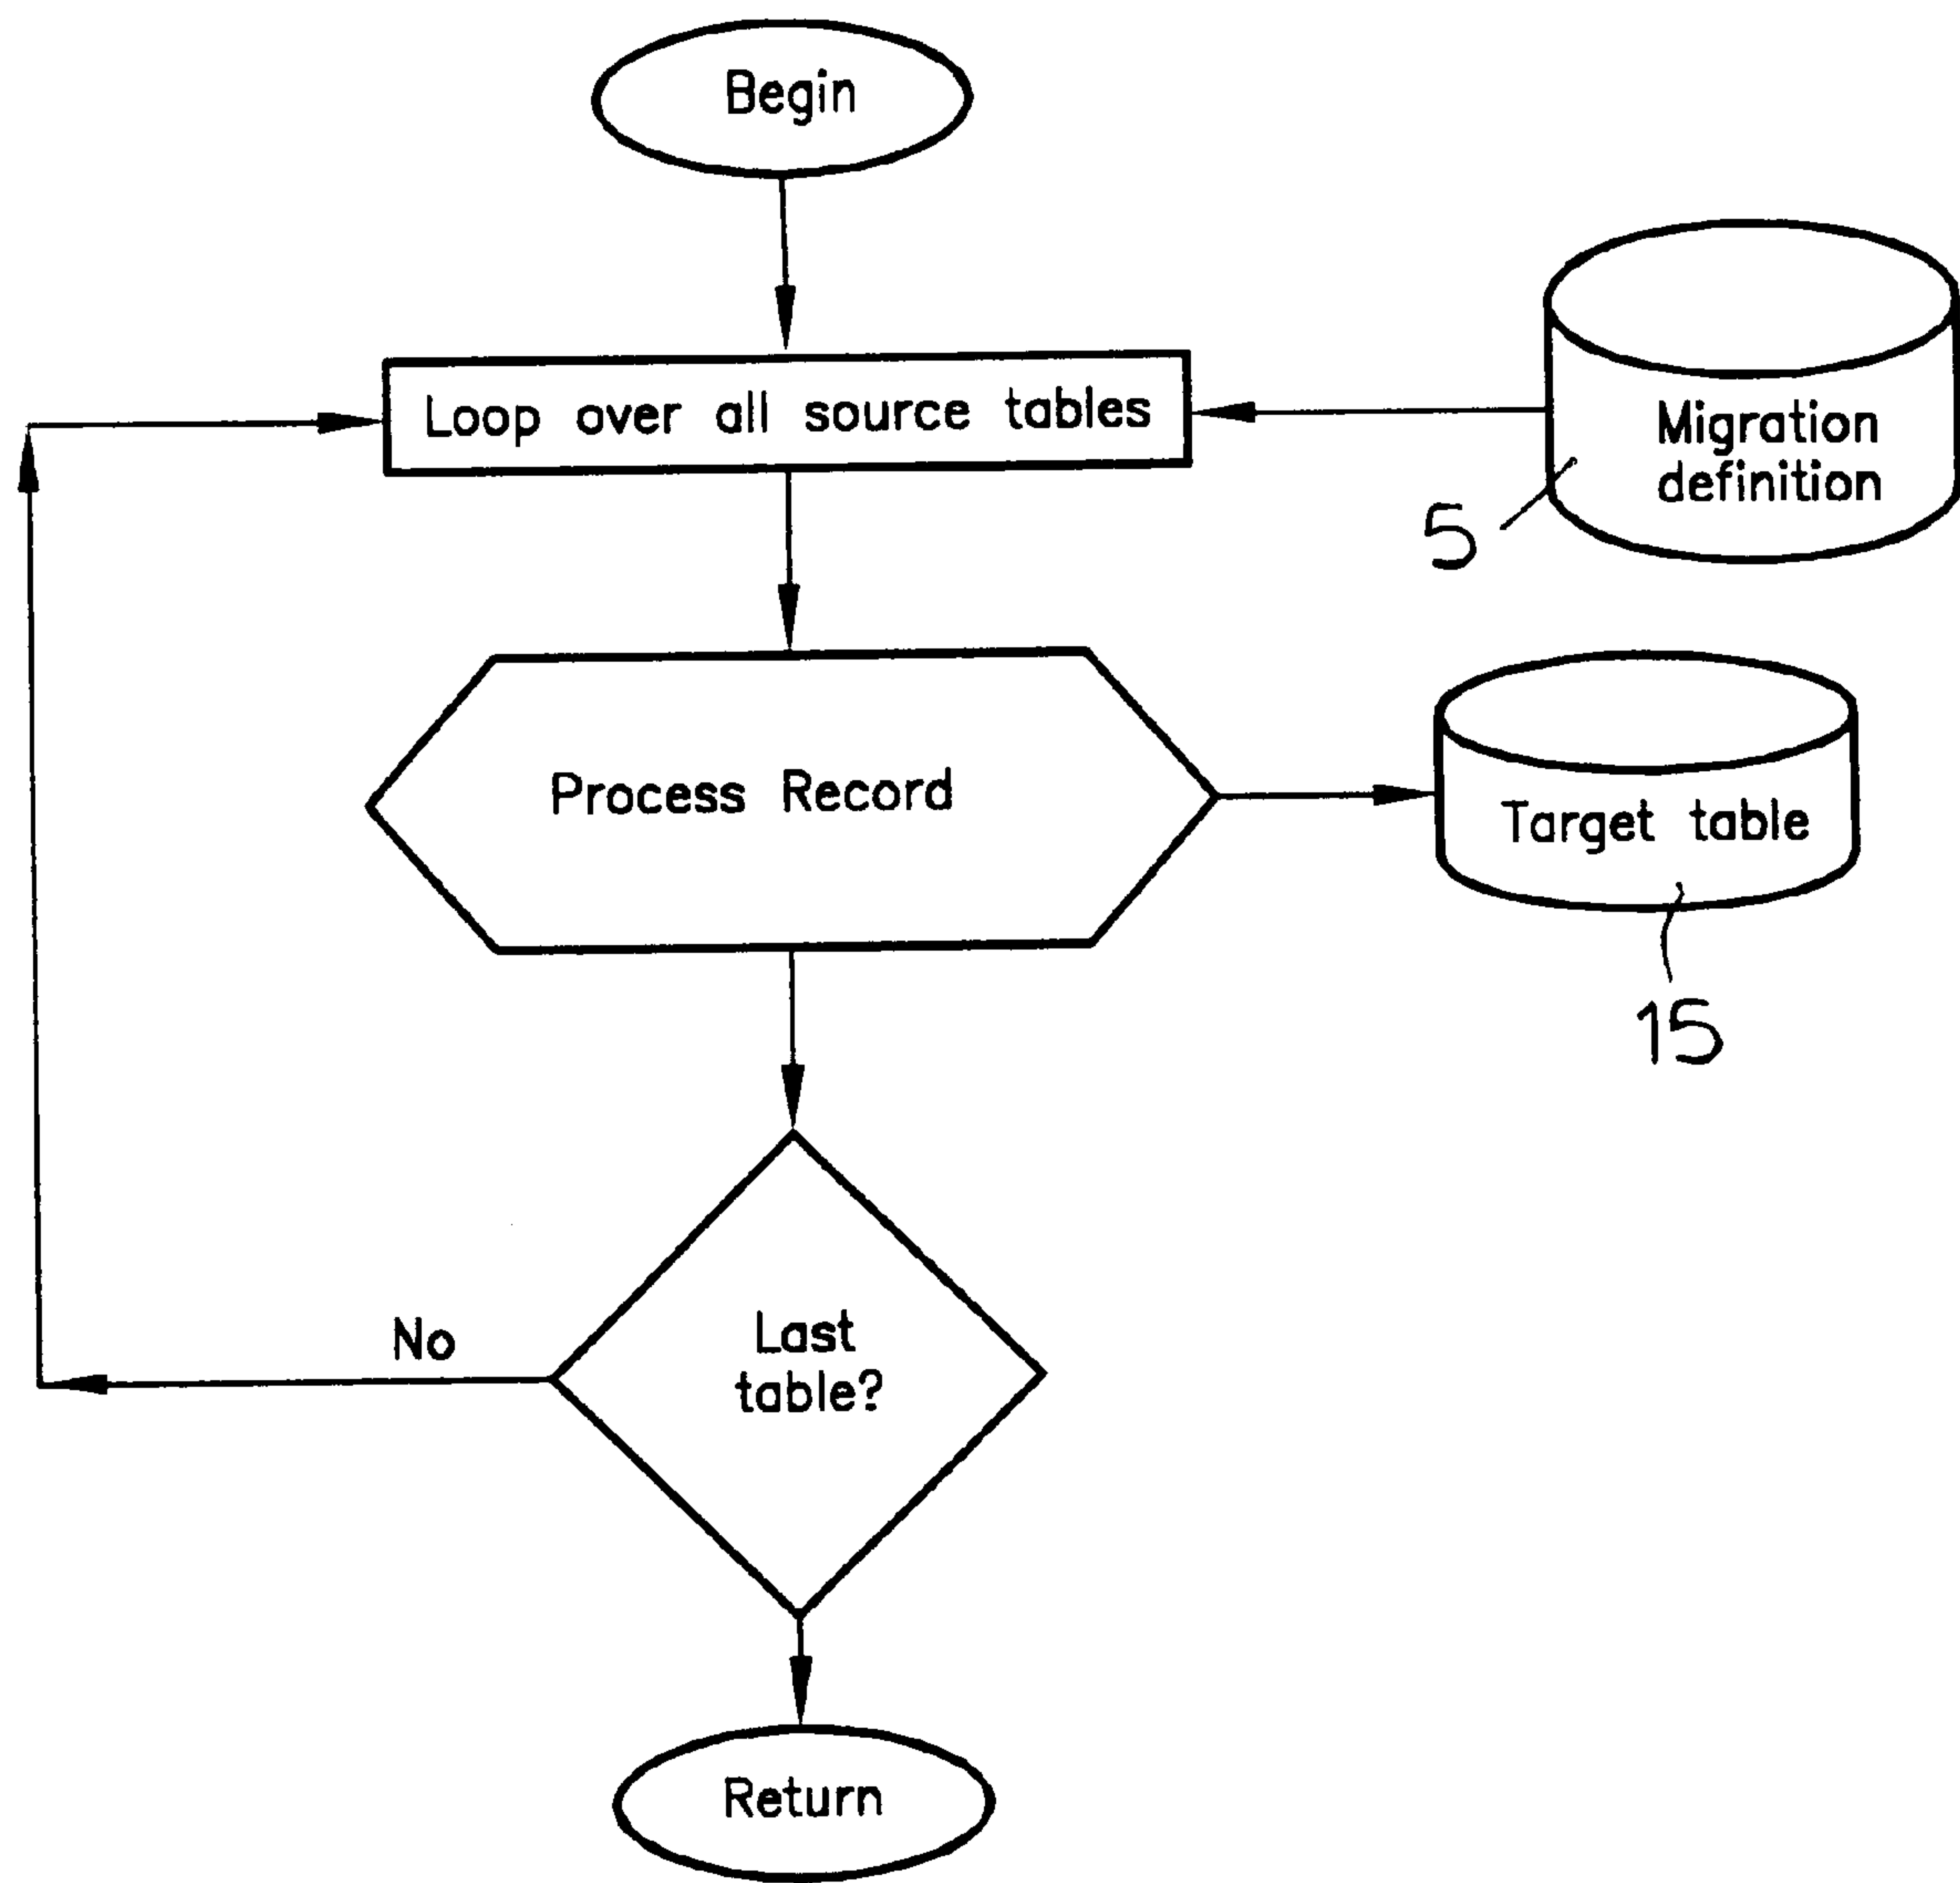 Begin
Loop over all source tables
Migration
definition
5
Process Record
Target table
15
No
Last
table?
Return